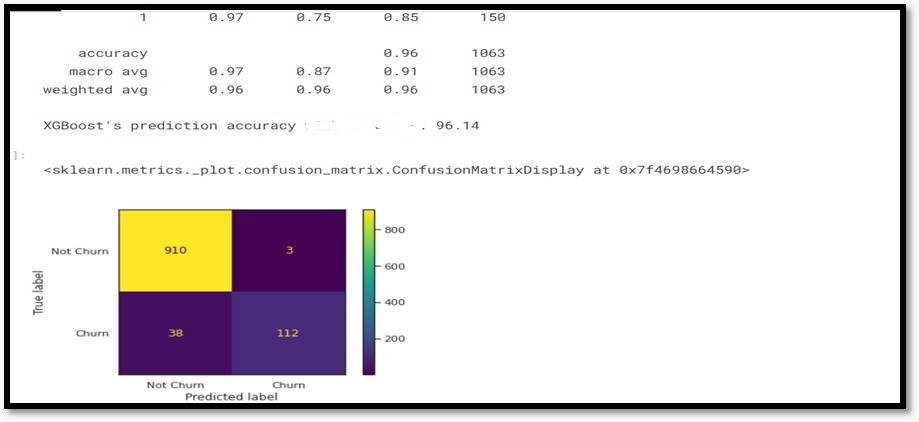 1 0.97 0.75 0.85 150
accuracy 0.96 1063
macro avg 0.97 0.87 0.91 1063
weighted avg 0.96 0.96 0.96 1063
XGBoost's prediction accuracy . 96.14
]:
<sklearn.metrics._plot.confusion_matrix.ConfusionMatrixDisplay at 0x7f4698664590>
910 3
800
Not Churn
600
True label
400
38 112
Churn
200
Not Churn Churn
Predicted label